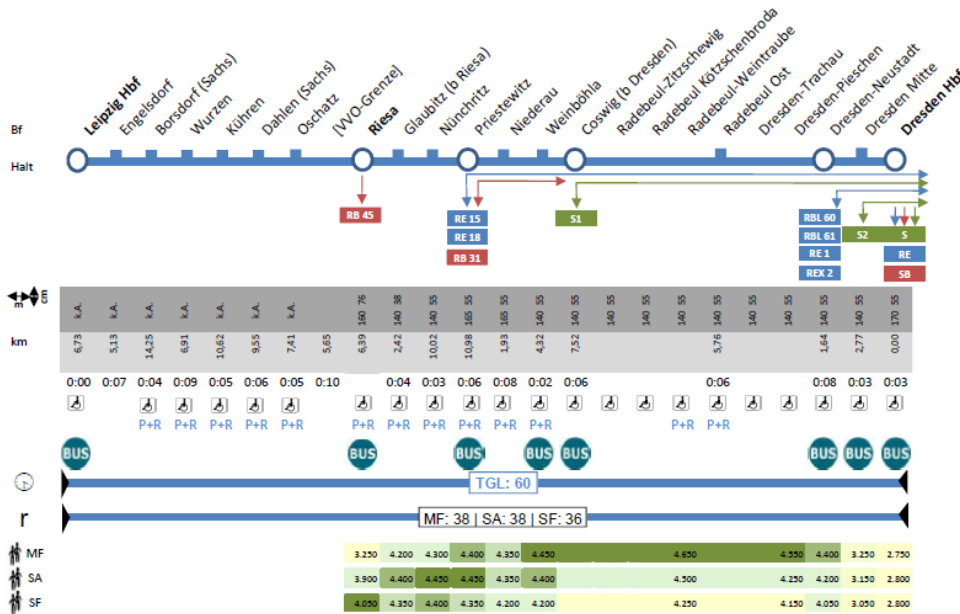 Bf
Leipzig Hbf
Engelsdorf
Borsdorf (Sachs)
Wurzen
Kühren
Dahlen (Sachs)
Oschatz
[VVO-Grenze]
Riesa
Glaubitz (b Riesa)
Nünchritz
Priestewitz
Niederau
Weinböhla
Coswig (b Dresden)
Radebeul-Zitzschewig
Radebeul Kötzschenbroda
Radebeul-Weintraube
Radebeul Ost
Dresden-Trachau
Dresden-Pieschen
Dresden-Neustadt
Dresden Mitte
Dresden Hbf
Halt
RB 45 RE 15 S1 RBL 60 S2 S
RE 18 RBL 61 RE
RB 31 RE 1 SB
REX 2
m cm k.A. k.A. k.A. k.A. k.A. k.A. k.A. 160 76 140 38 140 55 165 55 165 55 140 55 140 55 140 55 140 55 140 55 140 55 140 55 140 55 140 55 140 55 170 55
km 6,73 5,13 14,25 6,91 10,62 9,55 7,41 5,65 6,39 2,42 10,02 10,98 1,93 4,32 7,52 5,76 1,64 2,77 0,00
0:00 0:07 0:04 0:09 0:05 0:06 0:05 0:10 0:04 0:03 0:06 0:08 0:02 0:06 0:06 0:08 0:03 0:03
P+R P+R P+R P+R P+R P+R P+R P+R P+R P+R P+R P+R P+R
BUS BUS BUS BUS BUS BUS BUS BUS
TGL: 60
r MF: 38 | SA: 38 | SF: 36
MF 3.250 4.200 4.300 4.400 4.350 4.450 4.650 4.550 4.400 3.250 2.750
SA 3.900 4.400 4.450 4.450 4.350 4.400 4.500 4.250 4.200 3.150 2.800
SF 4.050 4.350 4.400 4.350 4.200 4.200 4.250 4.150 4.050 3.050 2.800